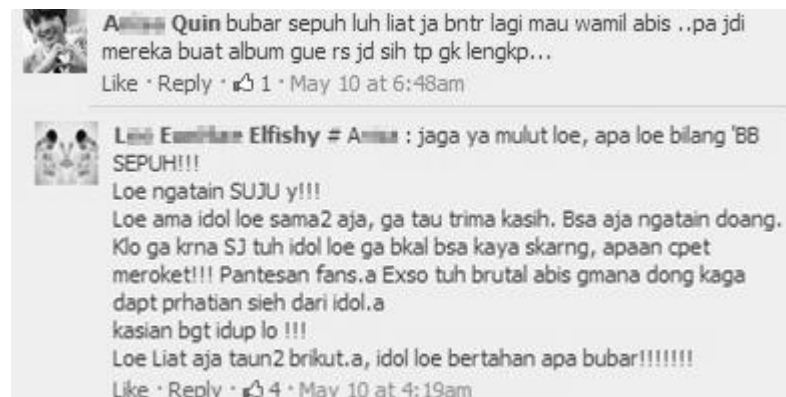 Quin bubar sepuh luh liat ja bntr lagi mau wamil abis ..pa jdi
mereka buat album gue rs jd sih tp gk lengkp...
Like · Reply · 1 · May 10 at 6:48am
Elfishy # : jaga ya mulut loe, apa loe bilang 'BB
SEPUH!!!
Loe ngatain SUJU y!!!
Loe ama idol loe sama2 aja, ga tau trima kasih. Bsa aja ngatain doang.
Klo ga krna SJ tuh idol loe ga bkal bsa kaya skarng, apaan cpet
meroket!!! Pantesan fans.a Exso tuh brutal abis gmana dong kaga
dapt prhatian sieh dari idol.a
kasian bgt idup lo !!!
Loe Liat aja taun2 brikut.a, idol loe bertahan apa bubar!!!!!!!
Like · Reply · 4 · May 10 at 4:19am